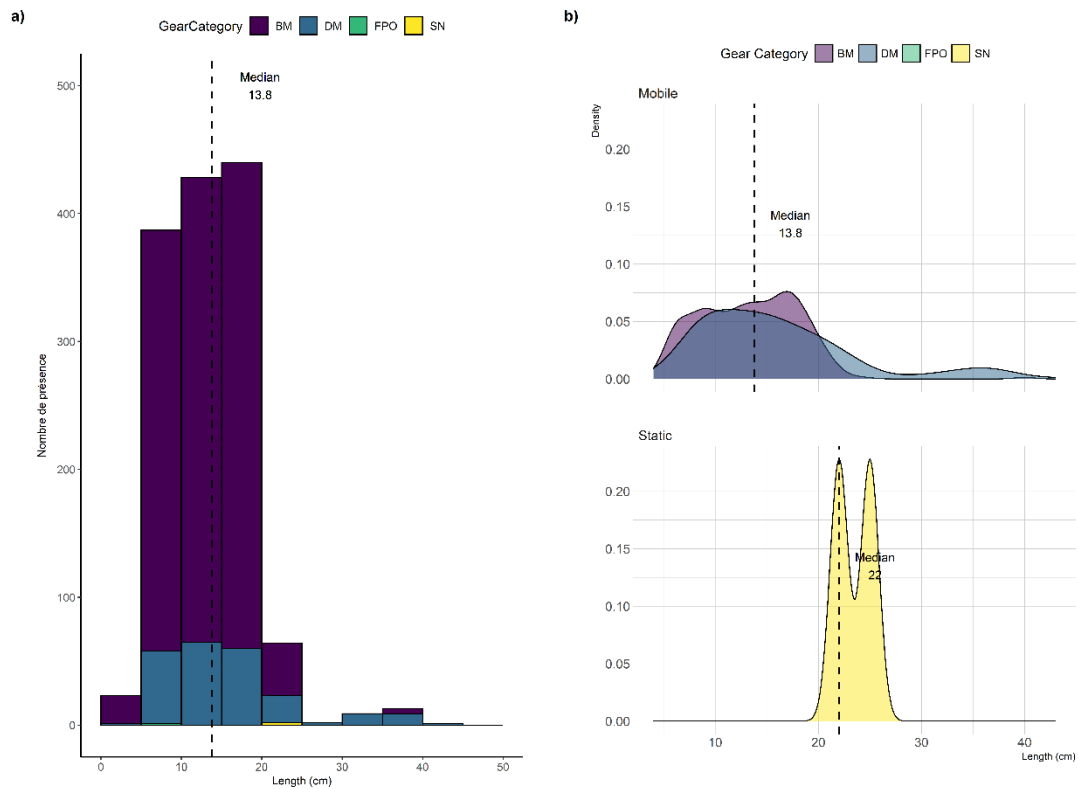 a)
GearCategory BM DM FPO SN
Median
13.8
500
400
300
200
100
0
Nombre de présence
0 10 20 30 40 50
Length (cm)
b)
Gear Category BM DM FPO SN
Mobile
Density
0.20
0.15
Median
13.8
0.10
0.05
0.00
Static
0.20
0.15
Median
22
0.10
0.05
0.00
10 20 30 40
Length (cm)